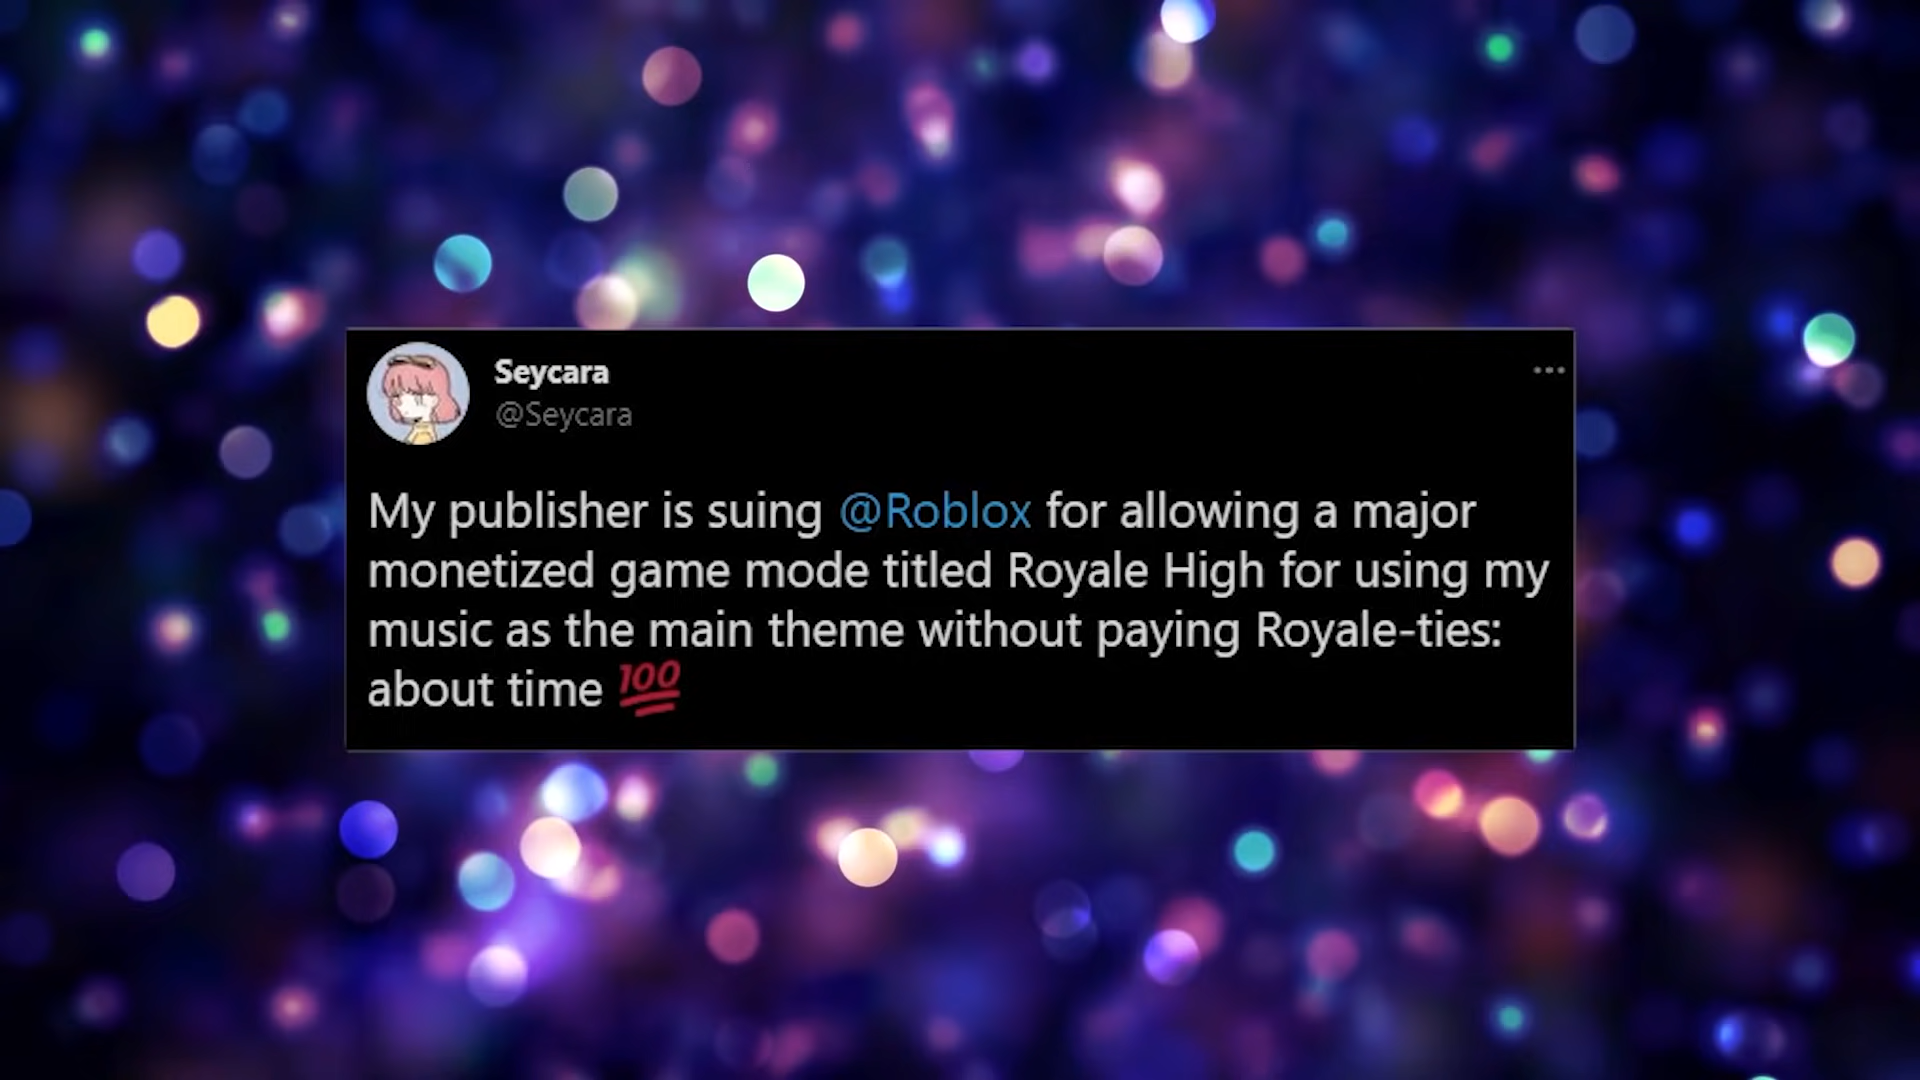 Seycara
@Seycara
My publisher is suing @Roblox for allowing a major
monetized game mode titled Royale High for using my
music as the main theme without paying Royale-ties:
about time 💯